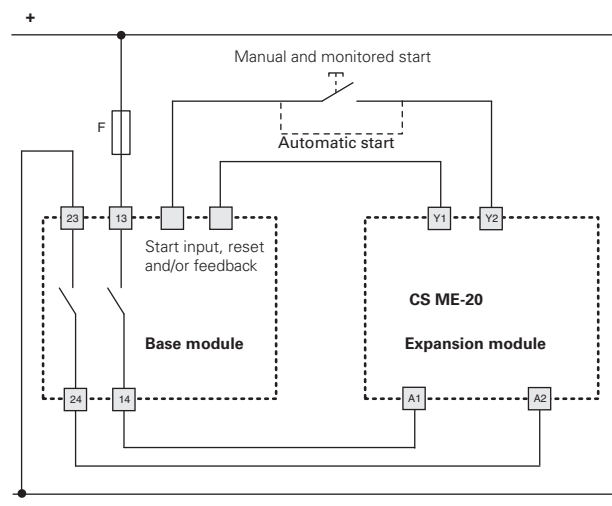 +
Manual and monitored start
F
Automatic start
23
13
Y1
Y2
Start input, reset
and/or feedback
CS ME-20
Base module
Expansion module
24
14
A1
A2